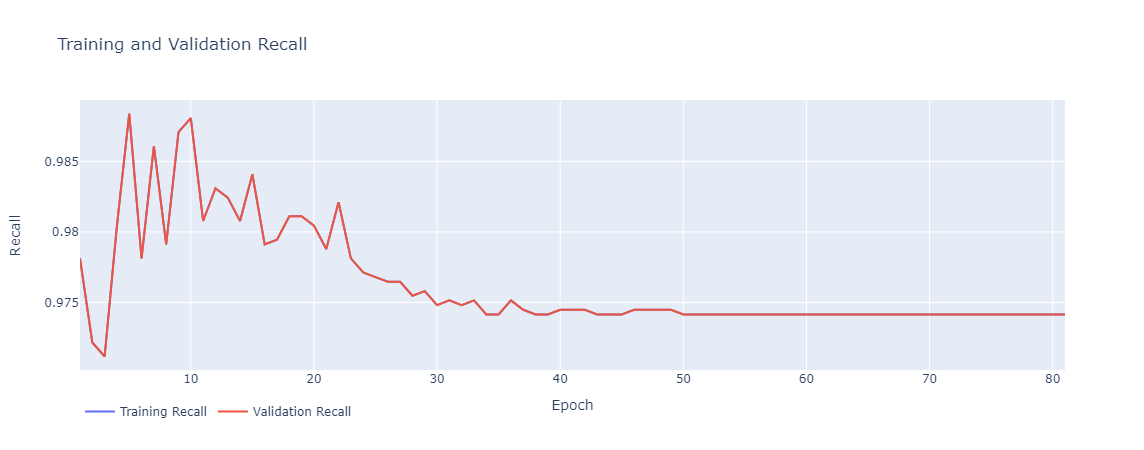 Training and Validation Recall
Recall
0.985
0.98
0.975
10 20 30 40 50 60 70 80
Epoch
Training Recall Validation Recall